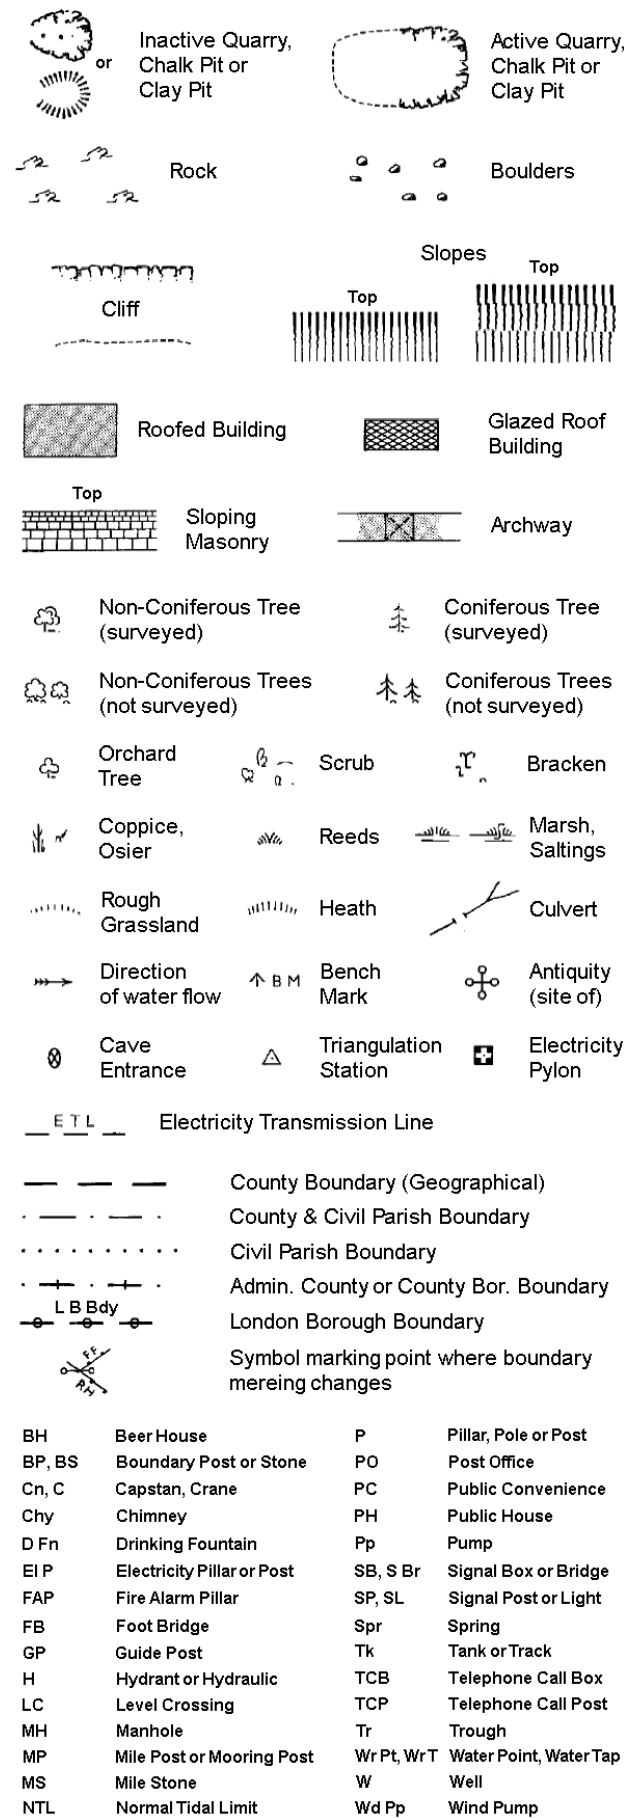 or
Inactive Quarry,
Chalk Pit or
Clay Pit
Active Quarry,
Chalk Pit or
Clay Pit
Rock
Boulders
Cliff
Slopes
Top
Top
Roofed Building
Glazed Roof
Building
Top
Sloping
Masonry
Archway
Non-Coniferous Tree
(surveyed)
Coniferous Tree
(surveyed)
Non-Coniferous Trees
(not surveyed)
Coniferous Trees
(not surveyed)
Orchard
Tree
Scrub
Bracken
Coppice,
Osier
Reeds
Marsh,
Saltings
Rough
Grassland
Heath
Culvert
Direction
of water flow
B M
Bench
Mark
Antiquity
(site of)
Cave
Entrance
Triangulation
Station
Electricity
Pylon
E T L
Electricity Transmission Line
County Boundary (Geographical)
County & Civil Parish Boundary
Civil Parish Boundary
Admin. County or County Bor. Boundary
L B Bdy
London Borough Boundary
FF
RH
Symbol marking point where boundary
mereing changes
BH Beer House P Pillar, Pole or Post
BP, BS Boundary Post or Stone PO Post Office
Cn, C Capstan, Crane PC Public Convenience
Chy Chimney PH Public House
D Fn Drinking Fountain Pp Pump
El P Electricity Pillar or Post SB, S Br Signal Box or Bridge
FAP Fire Alarm Pillar SP, SL Signal Post or Light
FB Foot Bridge Spr Spring
GP Guide Post Tk Tank or Track
H Hydrant or Hydraulic TCB Telephone Call Box
LC Level Crossing TCP Telephone Call Post
MH Manhole Tr Trough
MP Mile Post or Mooring Post Wr Pt, Wr T Water Point, Water Tap
MS Mile Stone W Well
NTL Normal Tidal Limit Wd Pp Wind Pump